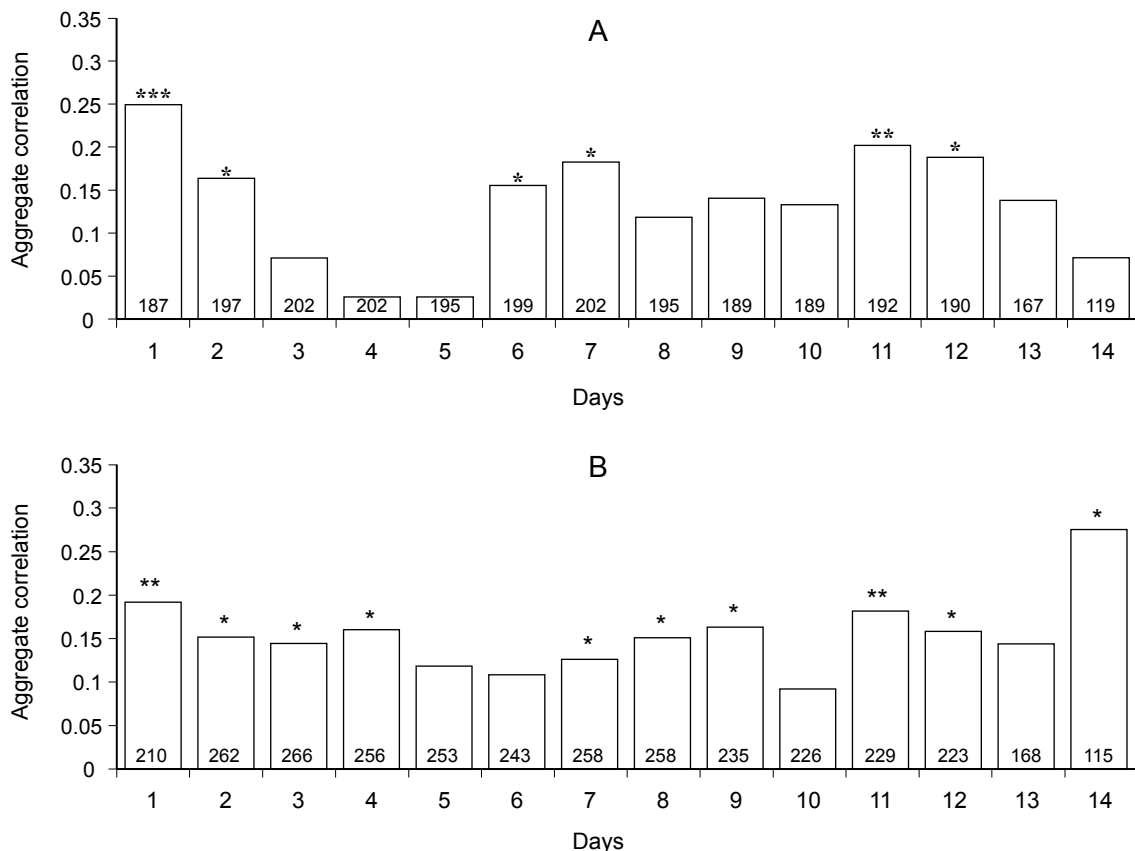 A
Aggregate correlation
0.35
0.3
0.25
0.2
0.15
0.1
0.05
0
*** * * * ** *
187 197 202 202 195 199 202 195 189 189 192 190 167 119
1 2 3 4 5 6 7 8 9 10 11 12 13 14
Days
B
Aggregate correlation
0.35
0.3
0.25
0.2
0.15
0.1
0.05
0
** * * * * * * ** * *
210 262 266 256 253 243 258 258 235 226 229 223 168 115
1 2 3 4 5 6 7 8 9 10 11 12 13 14
Days